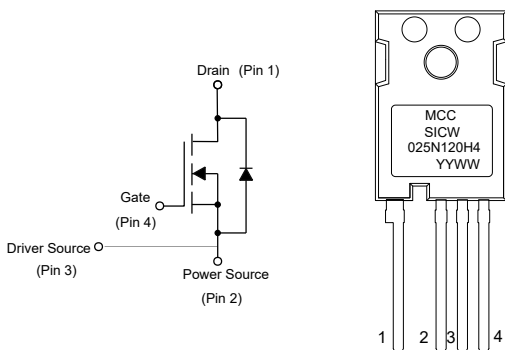 Drain (Pin 1)
Gate
(Pin 4)
Driver Source
(Pin 3)
Power Source
(Pin 2)
MCC
SICW
025N120H4
YYWW
1 2 3 4